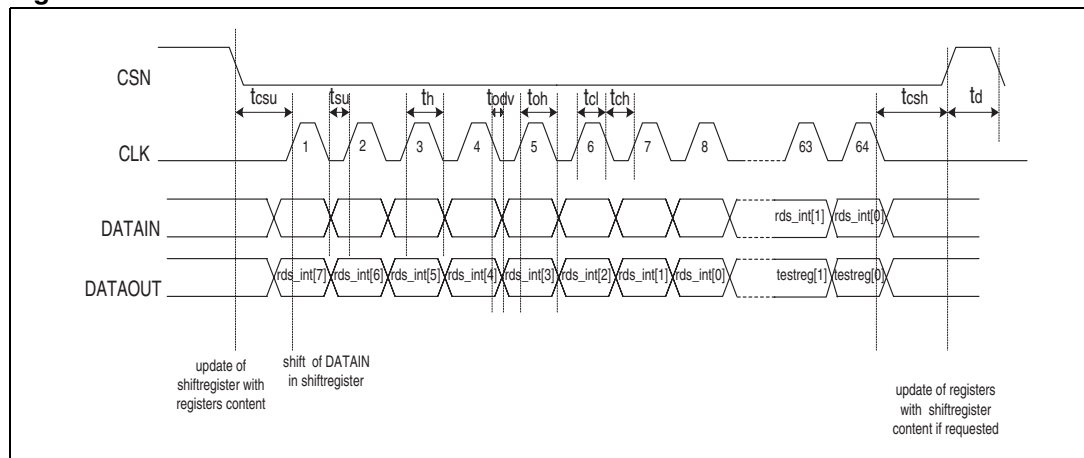 CSN
tcsu
tsu
th
todv
toh
tcl
tch
tcsh
td
CLK
1
2
3
4
5
6
7
8
63
64
DATAIN
rds_int[1]
rds_int[0]
DATAOUT
rds_int[7]
rds_int[6]
rds_int[5]
rds_int[4]
rds_int[3]
rds_int[2]
rds_int[1]
rds_int[0]
testreg[1]
testreg[0]
update of
shiftregister with
registers content
shift of DATAIN
in shiftregister
update of registers
with shiftregister
content if requested